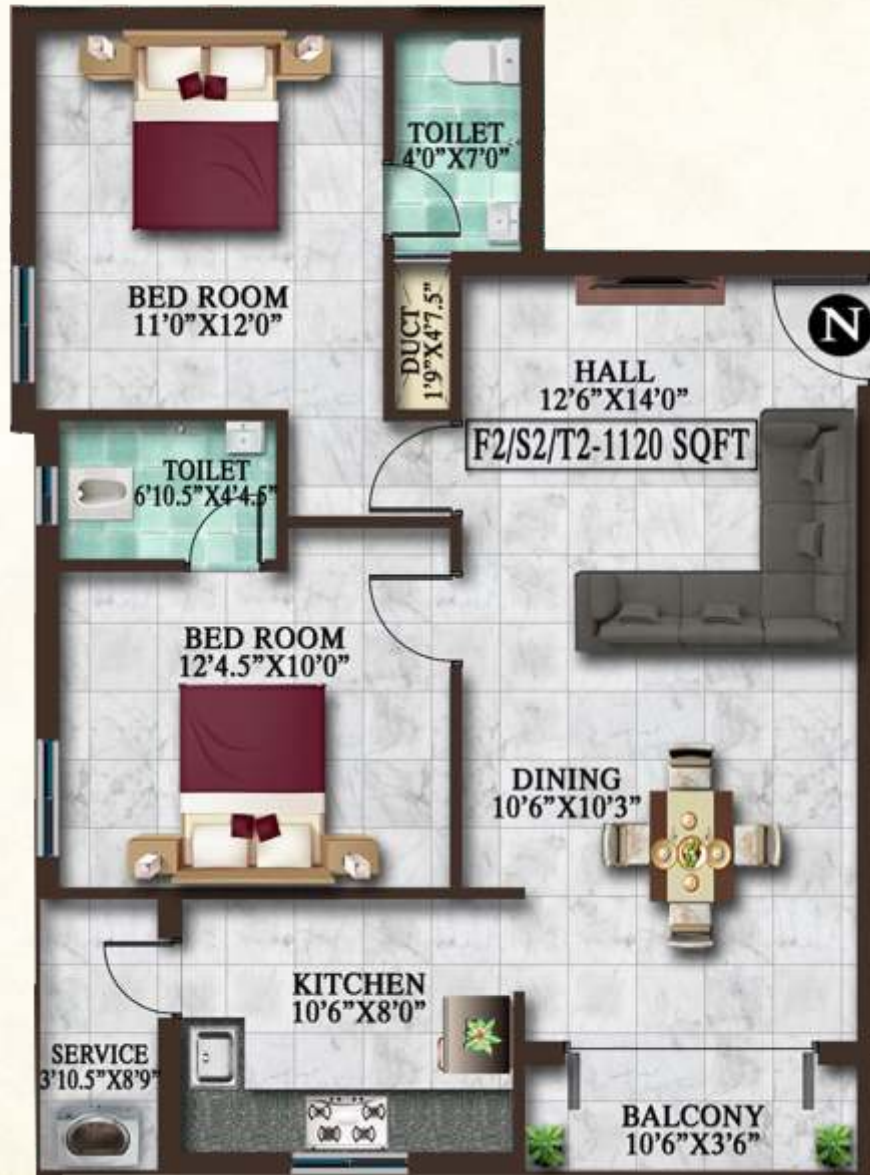 TOILET
4'0"X7'0"
BED ROOM
11'0"X12'0"
DUCT
1'9"X4'7.5"
N
HALL
12'6"X14'0"
F2/S2/T2-1120 SQFT
TOILET
6'10.5"X4'4.5"
BED ROOM
12'4.5"X10'0"
DINING
10'6"X10'3"
KITCHEN
10'6"X8'0"
SERVICE
3'10.5"X8'9"
BALCONY
10'6"X3'6"